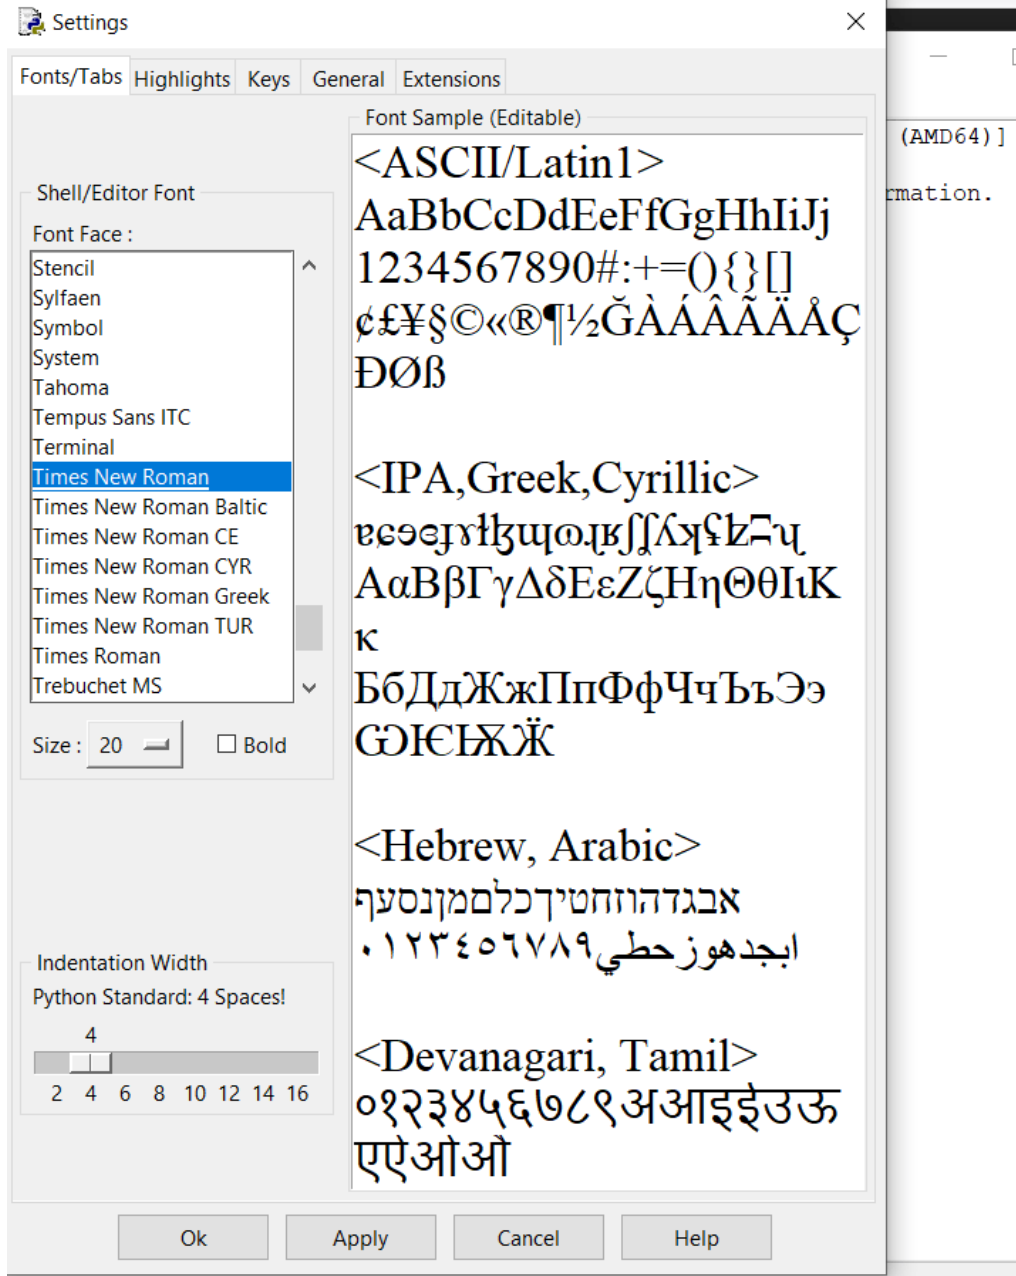 Settings
Fonts/Tabs Highlights Keys General Extensions
Shell/Editor Font
Font Face :
Stencil
Sylfaen
Symbol
System
Tahoma
Tempus Sans ITC
Terminal
Times New Roman
Times New Roman Baltic
Times New Roman CE
Times New Roman CYR
Times New Roman Greek
Times New Roman TUR
Times Roman
Trebuchet MS
Size : 20
Bold
Indentation Width
Python Standard: 4 Spaces!
4
2 4 6 8 10 12 14 16
Font Sample (Editable)
<ASCII/Latin1>
AaBbCcDdEeFfGgHhIiJj
1234567890#:+=(){}[]
¢£¥§©«®¶½ĞÀÁÂÃÄÅÇ
ÐØß
<IPA,Greek,Cyrillic>
ΑαΒβΓγΔδΕεΖζΗηΘθΙιΚ
κ
БбДдЖжПпФфЧчЪъЭэ
ѠѤѬӜ
<Hebrew, Arabic>
אבגדהוזחטיךכלםמןנסעף
ابجدهوزحطي٠١٢٣٤٥٦٧٨٩
<Devanagari, Tamil>
०१२३४५६७८९अआइईउऊ
एऐओऔ
Ok Apply Cancel Help
(AMD64)]
rmation.